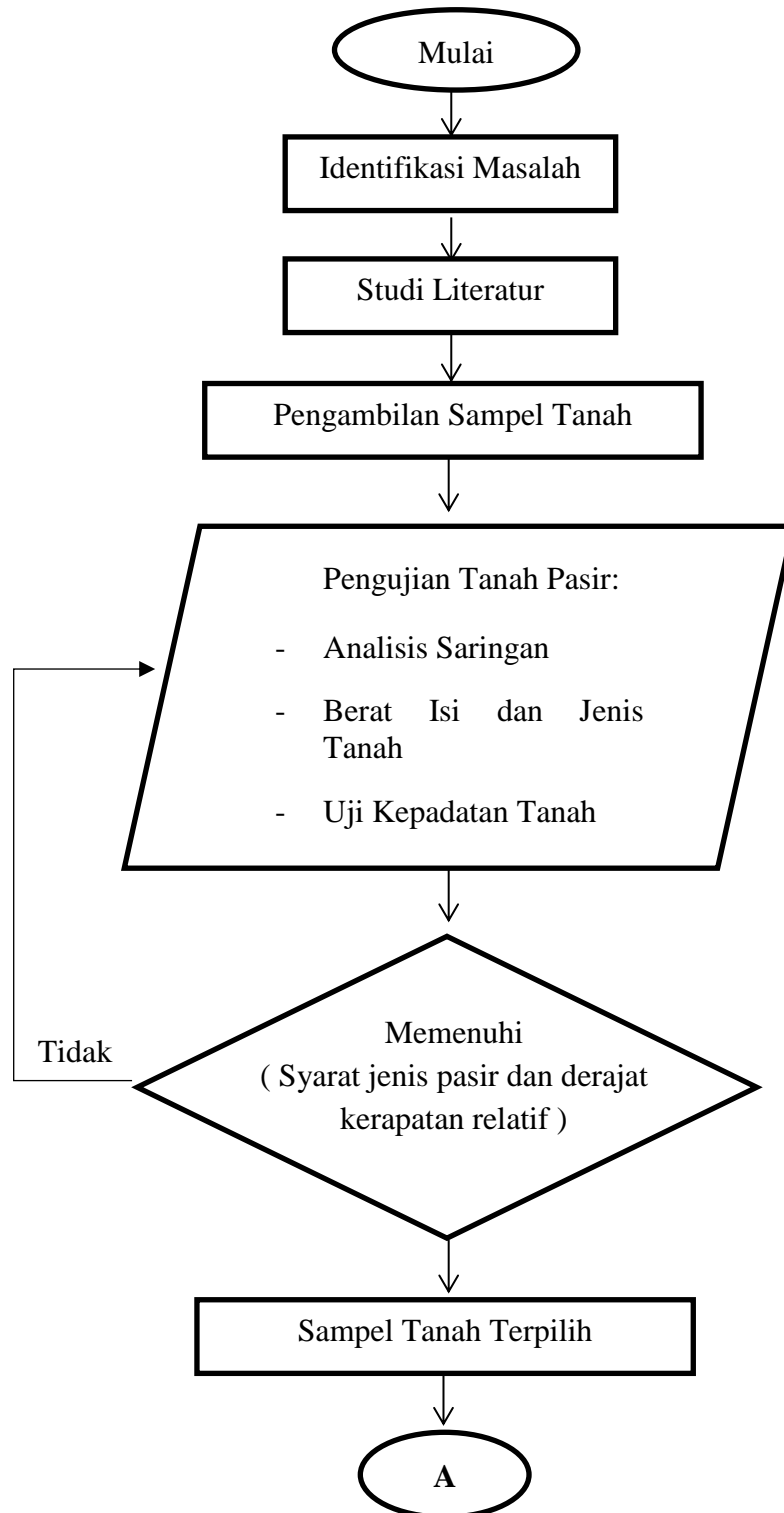 Mulai
Identifikasi Masalah
Studi Literatur
Pengambilan Sampel Tanah
Pengujian Tanah Pasir:
- Analisis Saringan
- Berat Isi dan Jenis
Tanah
- Uji Kepadatan Tanah
Memenuhi
( Syarat jenis pasir dan derajat
kerapatan relatif )
Tidak
Sampel Tanah Terpilih
A